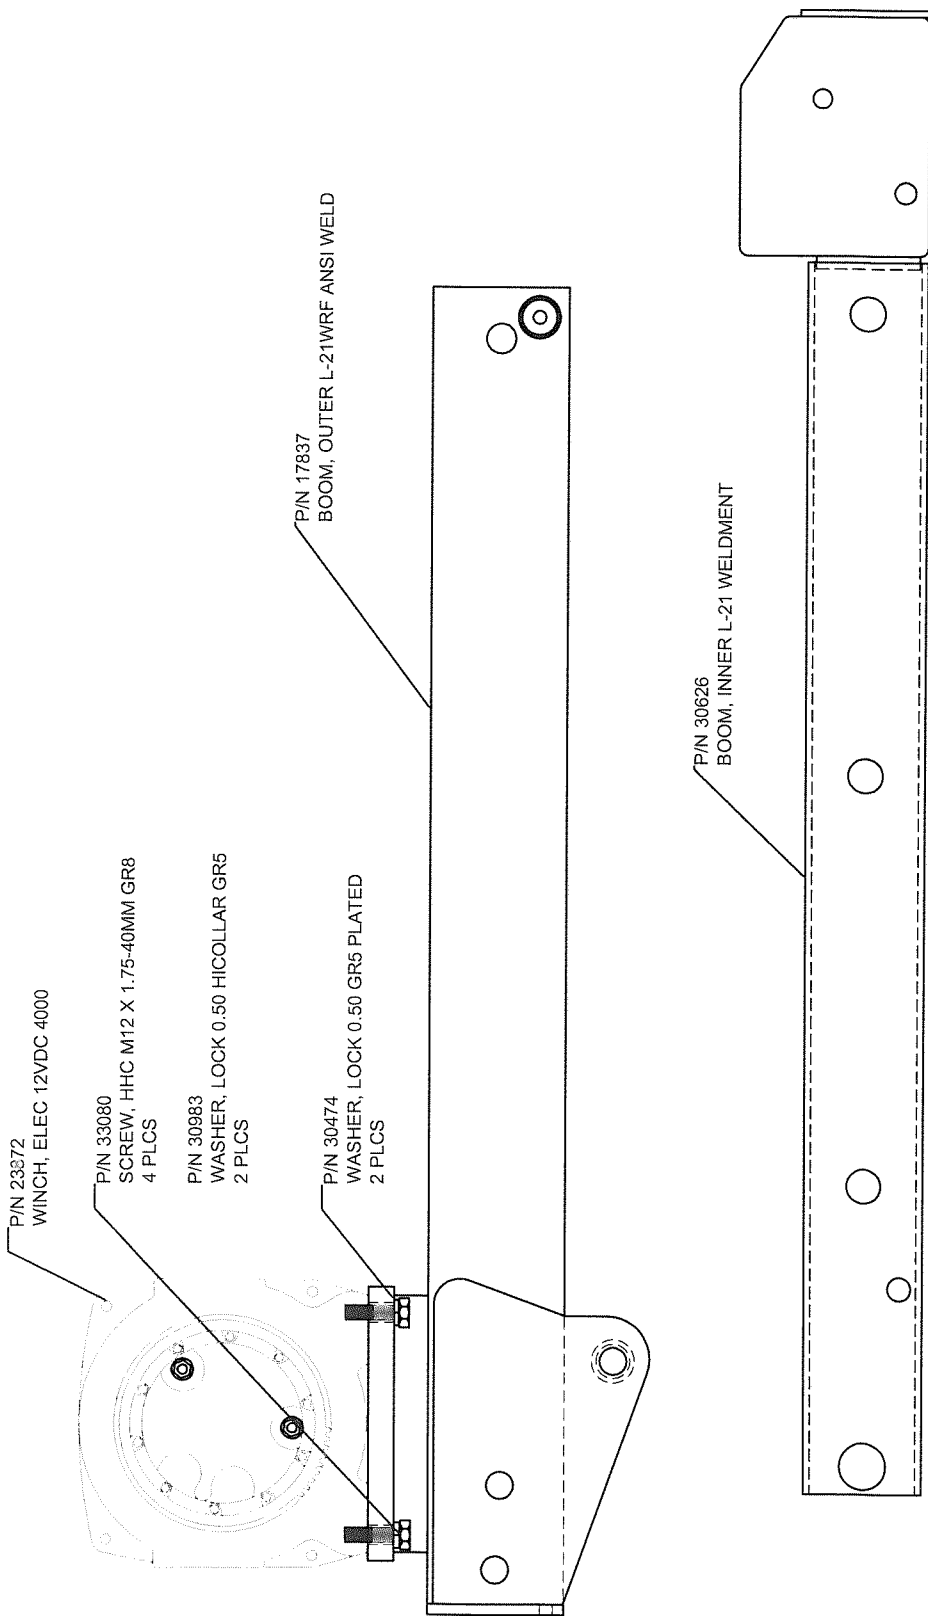 P/N 23872
WINCH, ELEC 12VDC 4000
P/N 33080
SCREW, HHC M12 X 1.75-40MM GR8
4 PLCS
P/N 30983
WASHER, LOCK 0.50 HICOLLAR GR5
2 PLCS
P/N 30474
WASHER, LOCK 0.50 GR5 PLATED
2 PLCS
P/N 17837
BOOM, OUTER L-21WRF ANSI WELD
P/N 30626
BOOM, INNER L-21 WELDMENT